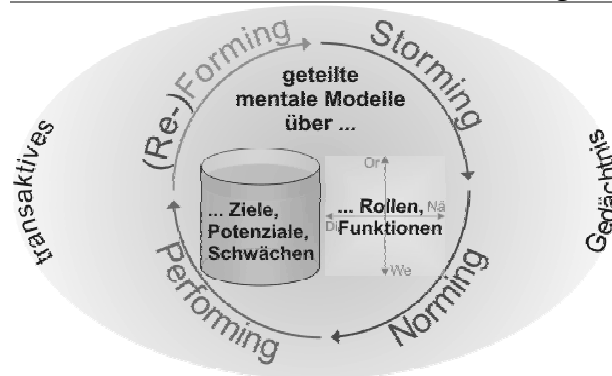 (Re-)Forming
Storming
geteilte
mentale Modelle
über ...
transaktives
Gedächtnis
... Ziele,
Potenziale,
Schwächen
Or
... Rollen,
Nä
Di
Funktionen
We
Performing
Norming